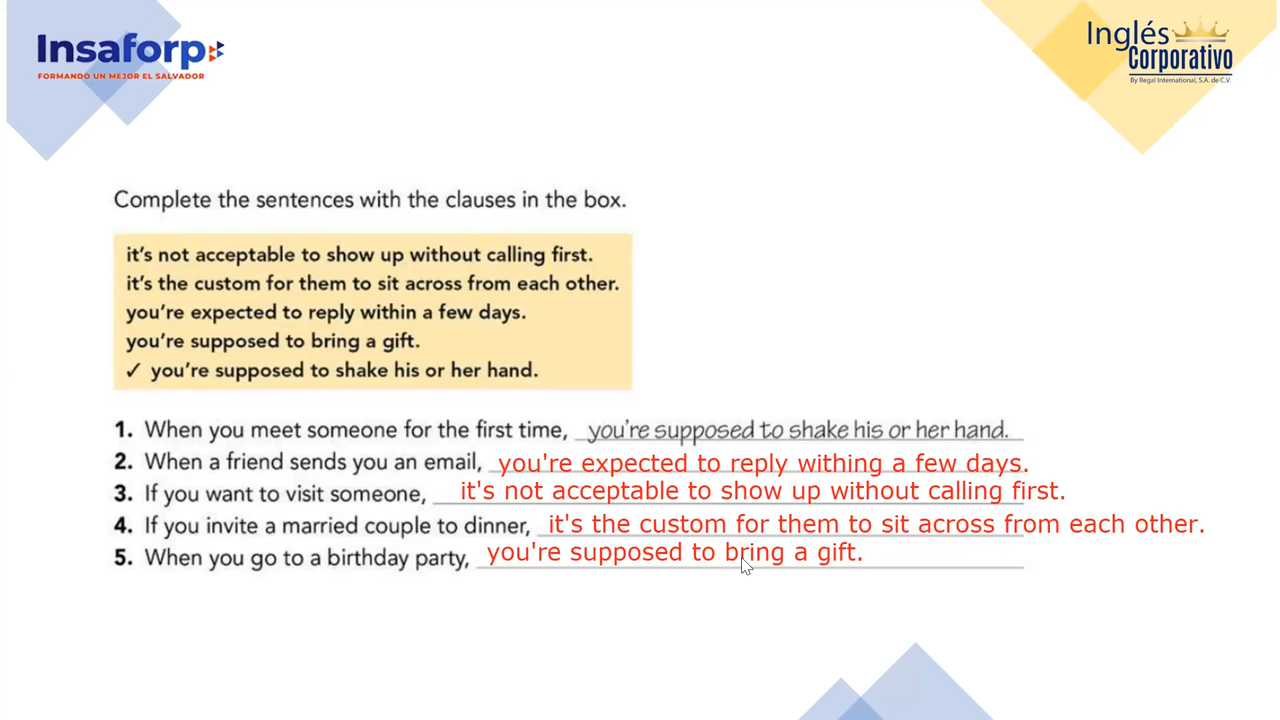 Insaforp
FORMANDO UN MEJOR EL SALVADOR
Inglés
Corporativo
By Regal International, S.A. de C.V.
Complete the sentences with the clauses in the box.
it's not acceptable to show up without calling first.
it's the custom for them to sit across from each other.
you're expected to reply within a few days.
you're supposed to bring a gift.
✓ you're supposed to shake his or her hand.
1. When you meet someone for the first time, you're supposed to shake his or her hand.
2. When a friend sends you an email, you're expected to reply withing a few days.
3. If you want to visit someone, it's not acceptable to show up without calling first.
4. If you invite a married couple to dinner, it's the custom for them to sit across from each other.
5. When you go to a birthday party, you're supposed to bring a gift.